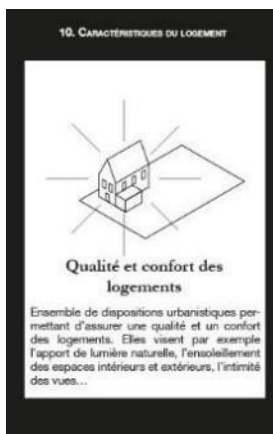 10. CARACTÉRISTIQUES DU LOGEMENT
Qualité et confort des
logements
Ensemble de dispositions urbanistiques per-
mettant d'assurer une qualité et un confort
des logements. Elles visent par exemple
l'apport de lumière naturelle, l'ensoleillement
des espaces intérieurs et extérieurs, l'intimité
des vues...